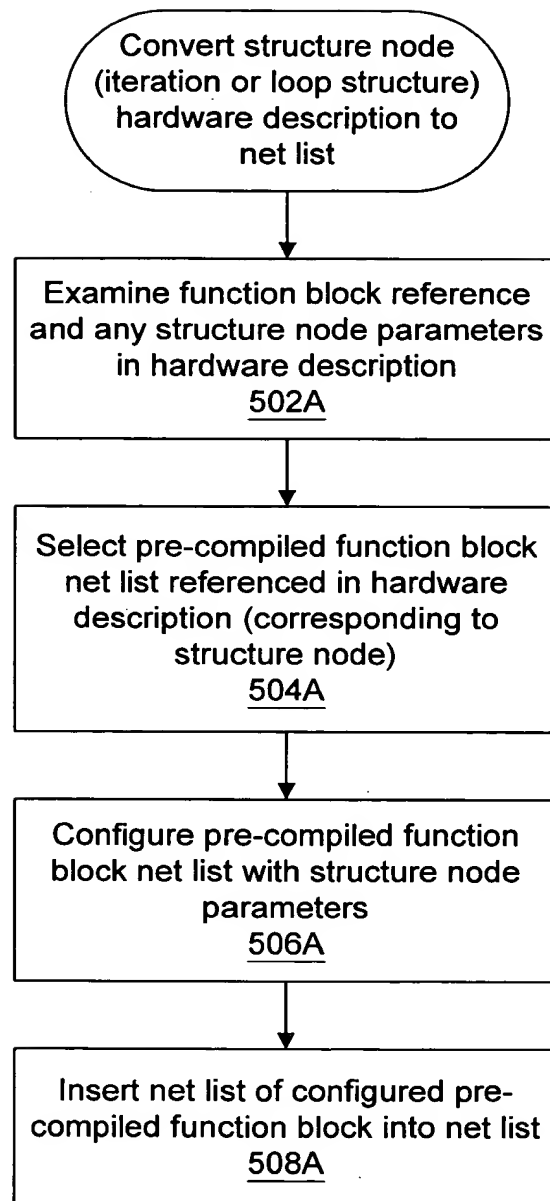 Convert structure node
(iteration or loop structure)
hardware description to
net list
Examine function block reference
and any structure node parameters
in hardware description
502A
Select pre-compiled function block
net list referenced in hardware
description (corresponding to
structure node)
504A
Configure pre-compiled function
block net list with structure node
parameters
506A
Insert net list of configured pre-
compiled function block into net list
508A